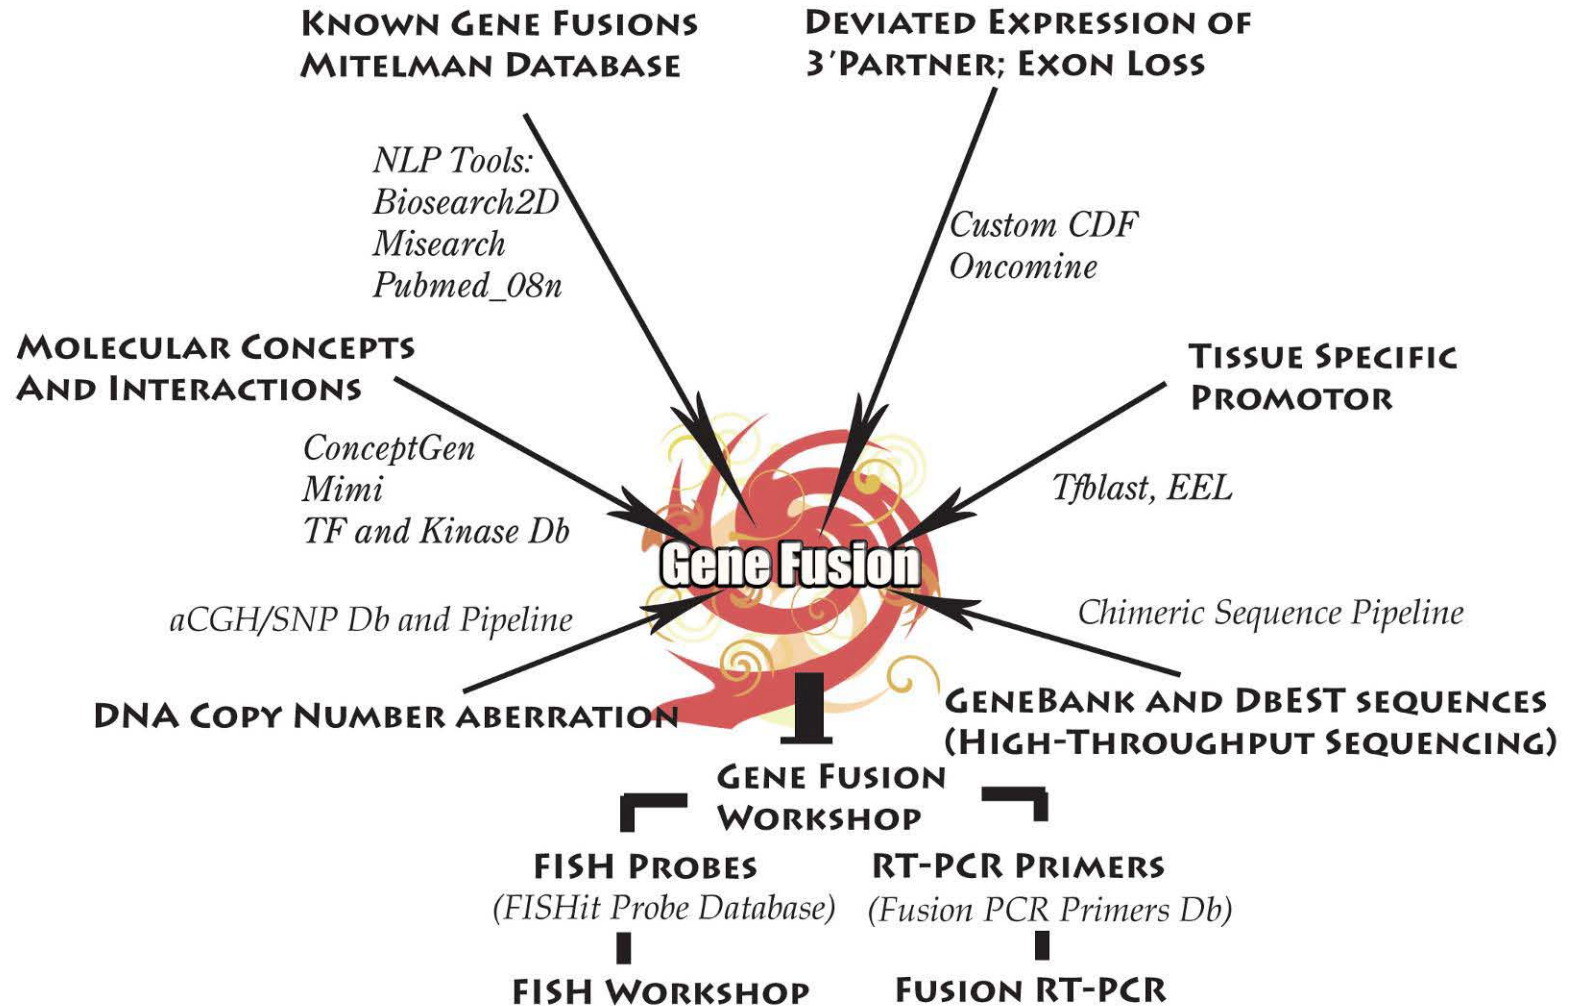 KNOWN GENE FUSIONS
MITELMAN DATABASE
DEVIATED EXPRESSION OF
3'PARTNER; EXON LOSS
NLP Tools:
Biosearch2D
Misearch
Pubmed_08n
Custom CDF
Oncomine
MOLECULAR CONCEPTS
AND INTERACTIONS
TISSUE SPECIFIC
PROMOTOR
ConceptGen
Mimi
TF and Kinase Db
Tfblast, EEL
Gene Fusion
aCGH/SNP Db and Pipeline
Chimeric Sequence Pipeline
DNA COPY NUMBER ABERRATION
GENEBANK AND DBEST SEQUENCES
(HIGH-THROUGHPUT SEQUENCING)
GENE FUSION
WORKSHOP
FISH PROBES
(FISHit Probe Database)
RT-PCR PRIMERS
(Fusion PCR Primers Db)
FISH WORKSHOP
FUSION RT-PCR